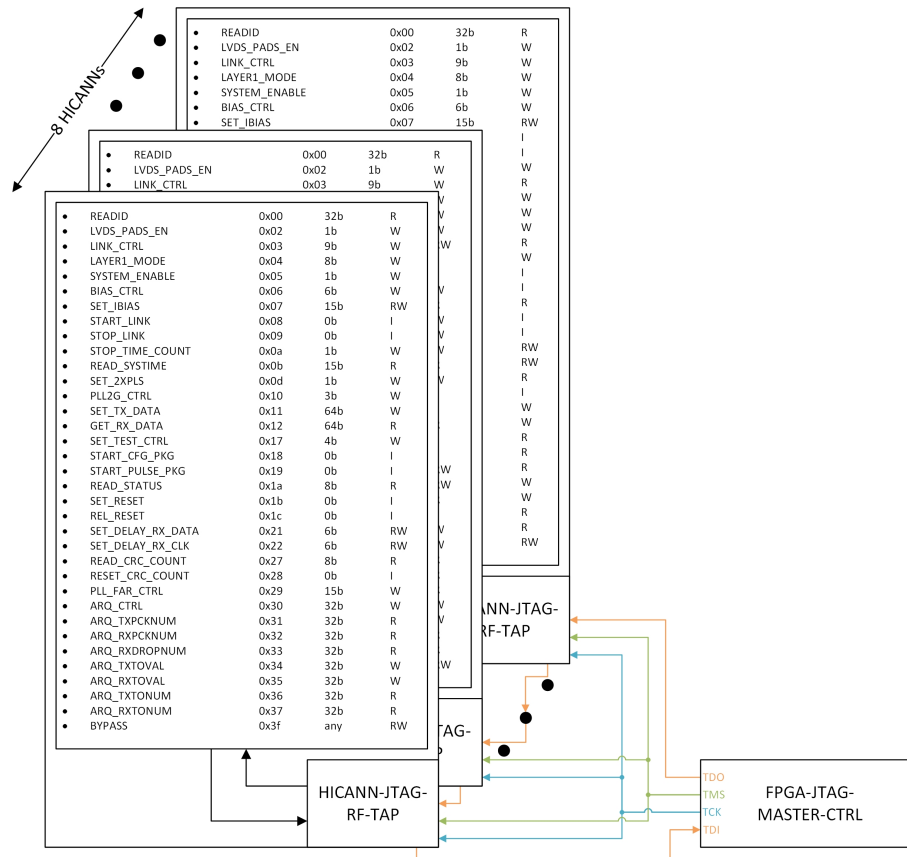 8 HICANNs
• READID 0x00 32b R
• LVDS_PADS_EN 0x02 1b W
• LINK_CTRL 0x03 9b W
• LAYER1_MODE 0x04 8b W
• SYSTEM_ENABLE 0x05 1b W
• BIAS_CTRL 0x06 6b W
• SET_IBIAS 0x07 15b RW
I
I
W
R
W
W
W
R
W
I
I
R
I
I
RW
RW
R
I
W
W
R
R
R
W
W
R
R
RW
ANN-JTAG-
RF-TAP
• READID 0x00 32b R
• LVDS_PADS_EN 0x02 1b W
• LINK_CTRL 0x03 9b W
TAG-
• READID 0x00 32b R
• LVDS_PADS_EN 0x02 1b W
• LINK_CTRL 0x03 9b W
• LAYER1_MODE 0x04 8b W
• SYSTEM_ENABLE 0x05 1b W
• BIAS_CTRL 0x06 6b W
• SET_IBIAS 0x07 15b RW
• START_LINK 0x08 0b I
• STOP_LINK 0x09 0b I
• STOP_TIME_COUNT 0x0a 1b W
• READ_SYSTIME 0x0b 15b R
• SET_2XPLS 0x0d 1b W
• PLL2G_CTRL 0x10 3b W
• SET_TX_DATA 0x11 64b W
• GET_RX_DATA 0x12 64b R
• SET_TEST_CTRL 0x17 4b W
• START_CFG_PKG 0x18 0b I
• START_PULSE_PKG 0x19 0b I
• READ_STATUS 0x1a 8b R
• SET_RESET 0x1b 0b I
• REL_RESET 0x1c 0b I
• SET_DELAY_RX_DATA 0x21 6b RW
• SET_DELAY_RX_CLK 0x22 6b RW
• READ_CRC_COUNT 0x27 8b R
• RESET_CRC_COUNT 0x28 0b I
• PLL_FAR_CTRL 0x29 15b W
• ARQ_CTRL 0x30 32b W
• ARQ_TXPCKNUM 0x31 32b R
• ARQ_RXPCKNUM 0x32 32b R
• ARQ_RXDROPNUM 0x33 32b R
• ARQ_TXTOVAL 0x34 32b W
• ARQ_RXTOVAL 0x35 32b W
• ARQ_TXTONUM 0x36 32b R
• ARQ_RXTONUM 0x37 32b R
• BYPASS 0x3f any RW
HICANN-JTAG-
RF-TAP
TDO
TMS
TCK
TDI
FPGA-JTAG-
MASTER-CTRL